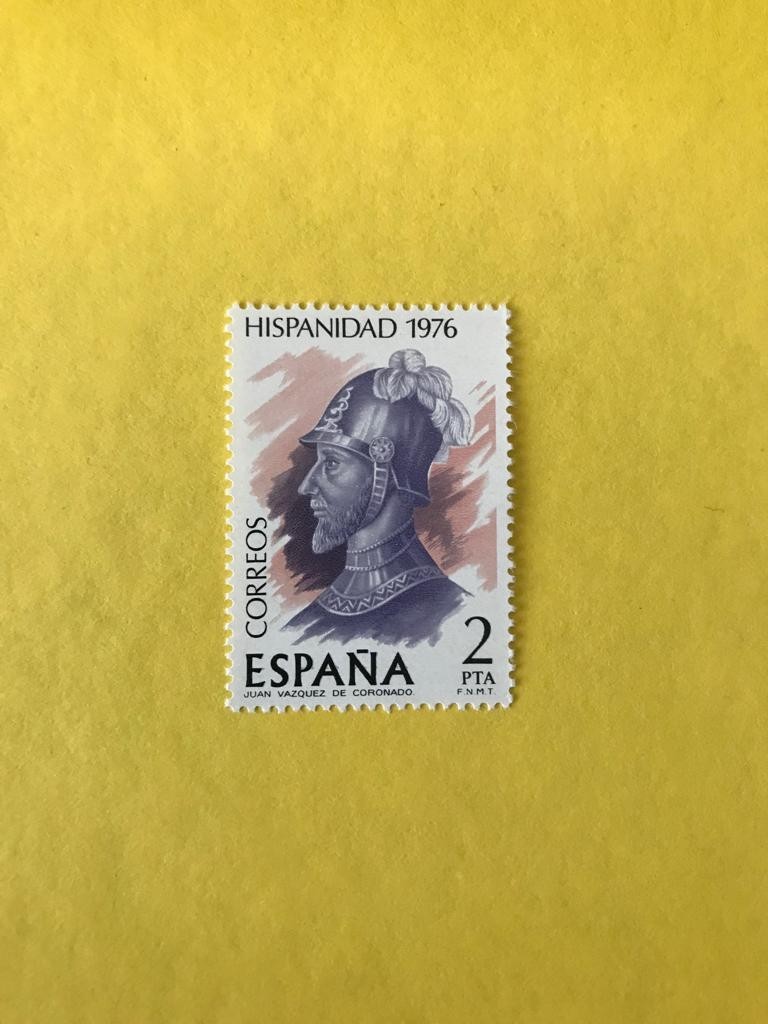 HISPANIDAD 1976
CORREOS
ESPAÑA
2
PTA
JUAN VAZQUEZ DE CORONADO.
F.N.M.T.